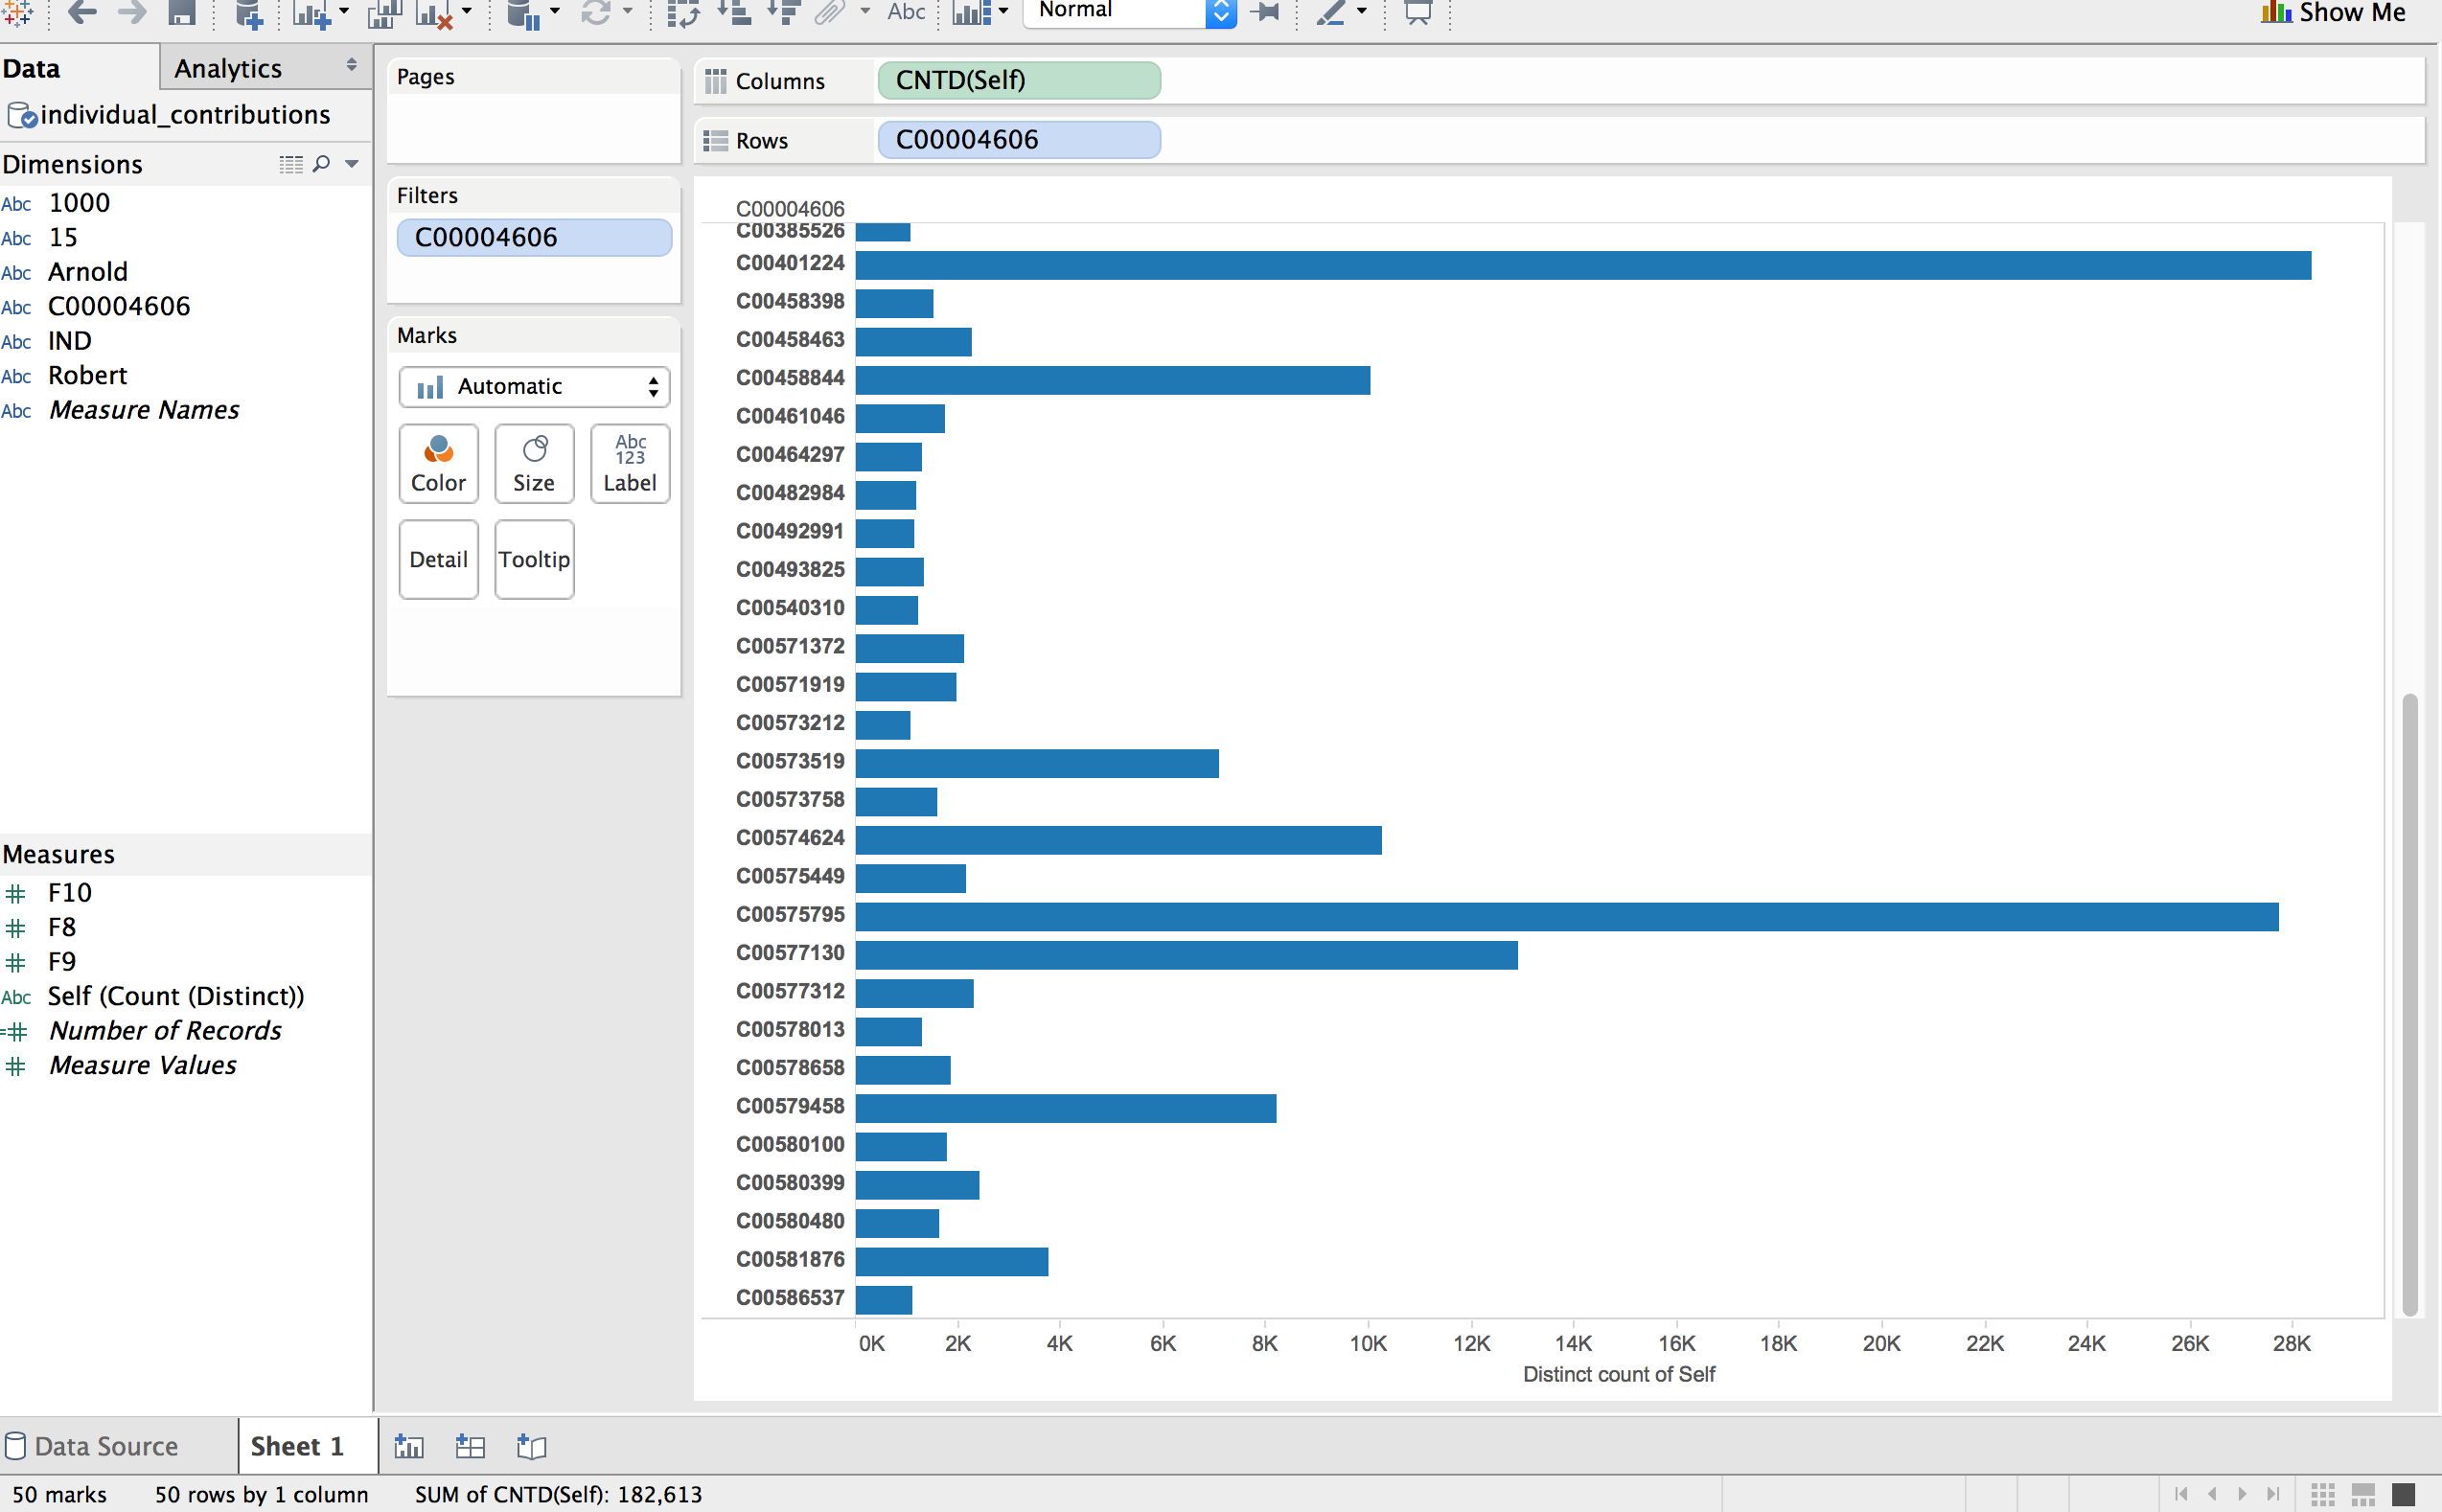 Abc
Normal
Show Me
Data
Analytics
individual_contributions
Dimensions
Abc 1000
Abc 15
Abc Arnold
Abc C00004606
Abc IND
Abc Robert
Abc Measure Names
Measures
# F10
# F8
# F9
Abc Self (Count (Distinct))
=# Number of Records
# Measure Values
Pages
Filters
C00004606
Marks
Automatic
Color
Size
Abc
123
Label
Detail
Tooltip
Columns
CNTD(Self)
Rows
C00004606
C00004606
C00385526
C00401224
C00458398
C00458463
C00458844
C00461046
C00464297
C00482984
C00492991
C00493825
C00540310
C00571372
C00571919
C00573212
C00573519
C00573758
C00574624
C00575449
C00575795
C00577130
C00577312
C00578013
C00578658
C00579458
C00580100
C00580399
C00580480
C00581876
C00586537
0K 2K 4K 6K 8K 10K 12K 14K 16K 18K 20K 22K 24K 26K 28K
Distinct count of Self
Data Source
Sheet 1
50 marks 50 rows by 1 column SUM of CNTD(Self): 182,613